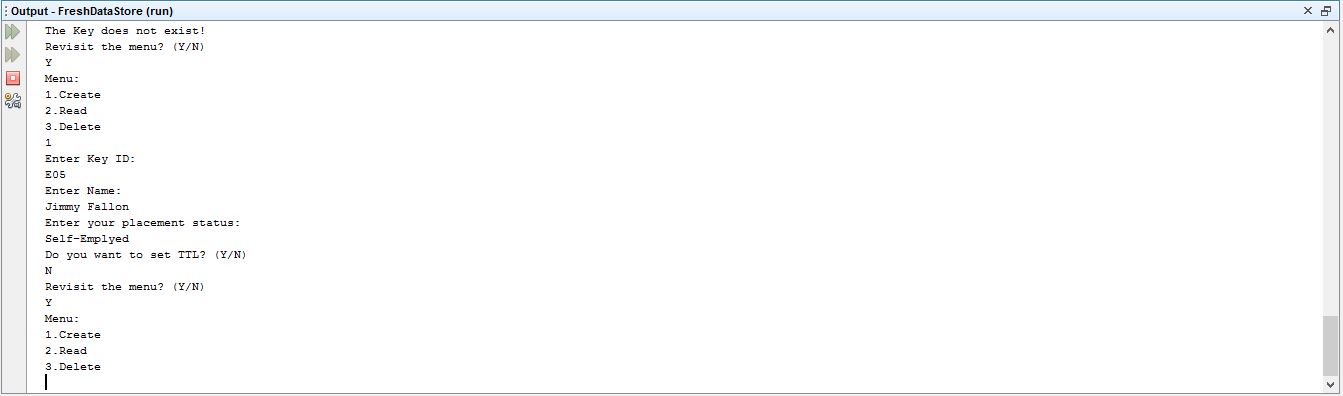 Output - FreshDataStore (run)
The Key does not exist!
Revisit the menu? (Y/N)
Y
Menu:
1.Create
2.Read
3.Delete
1
Enter Key ID:
E05
Enter Name:
Jimmy Fallon
Enter your placement status:
Self-Emplyed
Do you want to set TTL? (Y/N)
N
Revisit the menu? (Y/N)
Y
Menu:
1.Create
2.Read
3.Delete